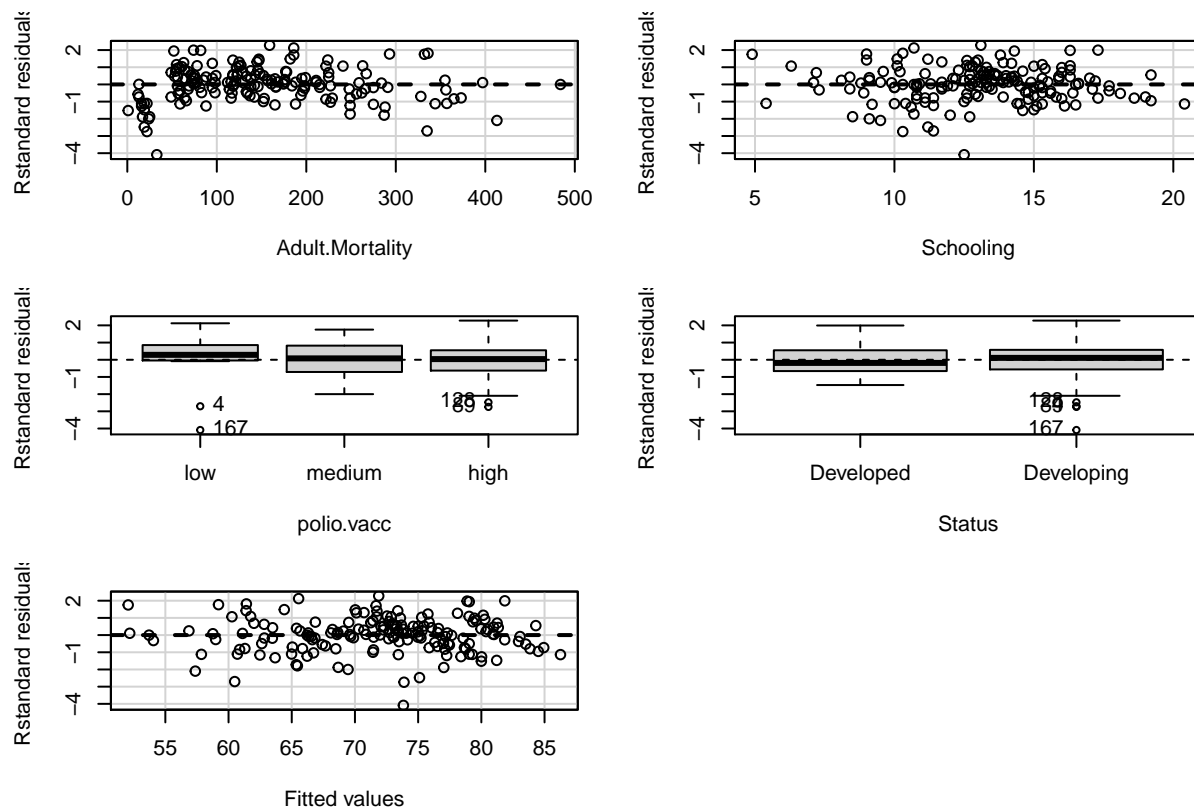 Rstandard residuals
2
-1
-4
0 100 200 300 400 500
Adult.Mortality
Rstandard residuals
2
-1
-4
5 10 15 20
Schooling
Rstandard residuals
2
-1
-4
4
167
low medium high
polio.vacc
Rstandard residuals
2
-1
-4
167
Developed Developing
Status
Rstandard residuals
2
-1
-4
55 60 65 70 75 80 85
Fitted values